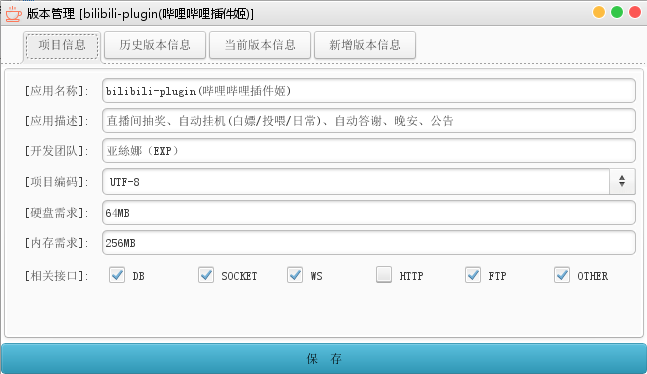 版本管理 [bilibili-plugin(哔哩哔哩插件姬)]
项目信息 历史版本信息 当前版本信息 新增版本信息
[应用名称]: bilibili-plugin(哔哩哔哩插件姬)
[应用描述]: 直播间抽奖、自动挂机(白嫖/投喂/日常)、自动答谢、晚安、公告
[开发团队]: 亚絲娜（EXP）
[项目编码]: UTF-8
[硬盘需求]: 64MB
[内存需求]: 256MB
[相关接口]: DB SOCKET WS HTTP FTP OTHER
保 存